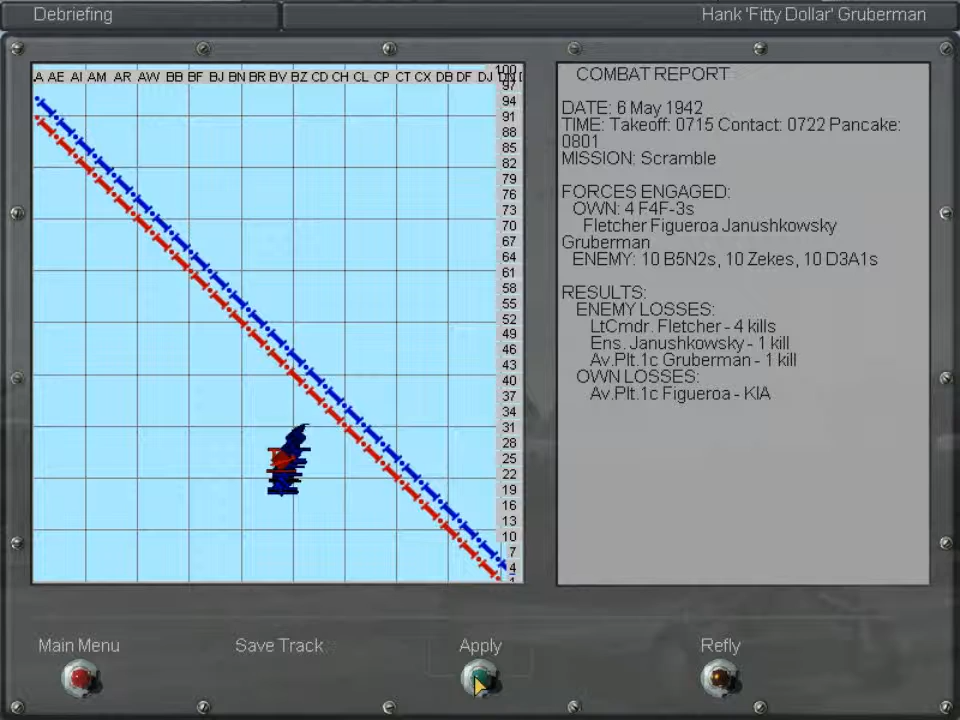 Debriefing
Hank 'Fitty Dollar' Gruberman
A AE AI AM AR AW BB BF BJ BN BR BV BZ CD CH CL CP CT CX DB DF DJ
100
97
94
91
88
85
82
79
76
73
70
67
64
61
58
55
52
49
46
43
40
37
34
31
28
25
22
19
16
13
10
7
4
1
COMBAT REPORT
DATE: 6 May 1942
TIME: Takeoff: 0715 Contact: 0722 Pancake:
0801
MISSION: Scramble
FORCES ENGAGED:
OWN: 4 F4F-3s
Fletcher Figueroa Janushkowsky
Gruberman
ENEMY: 10 B5N2s, 10 Zekes, 10 D3A1s
RESULTS:
ENEMY LOSSES:
LtCmdr. Fletcher - 4 kills
Ens. Janushkowsky - 1 kill
Av.Plt.1c Gruberman - 1 kill
OWN LOSSES:
Av.Plt.1c Figueroa - KIA
Main Menu
Save Track
Apply
Refly